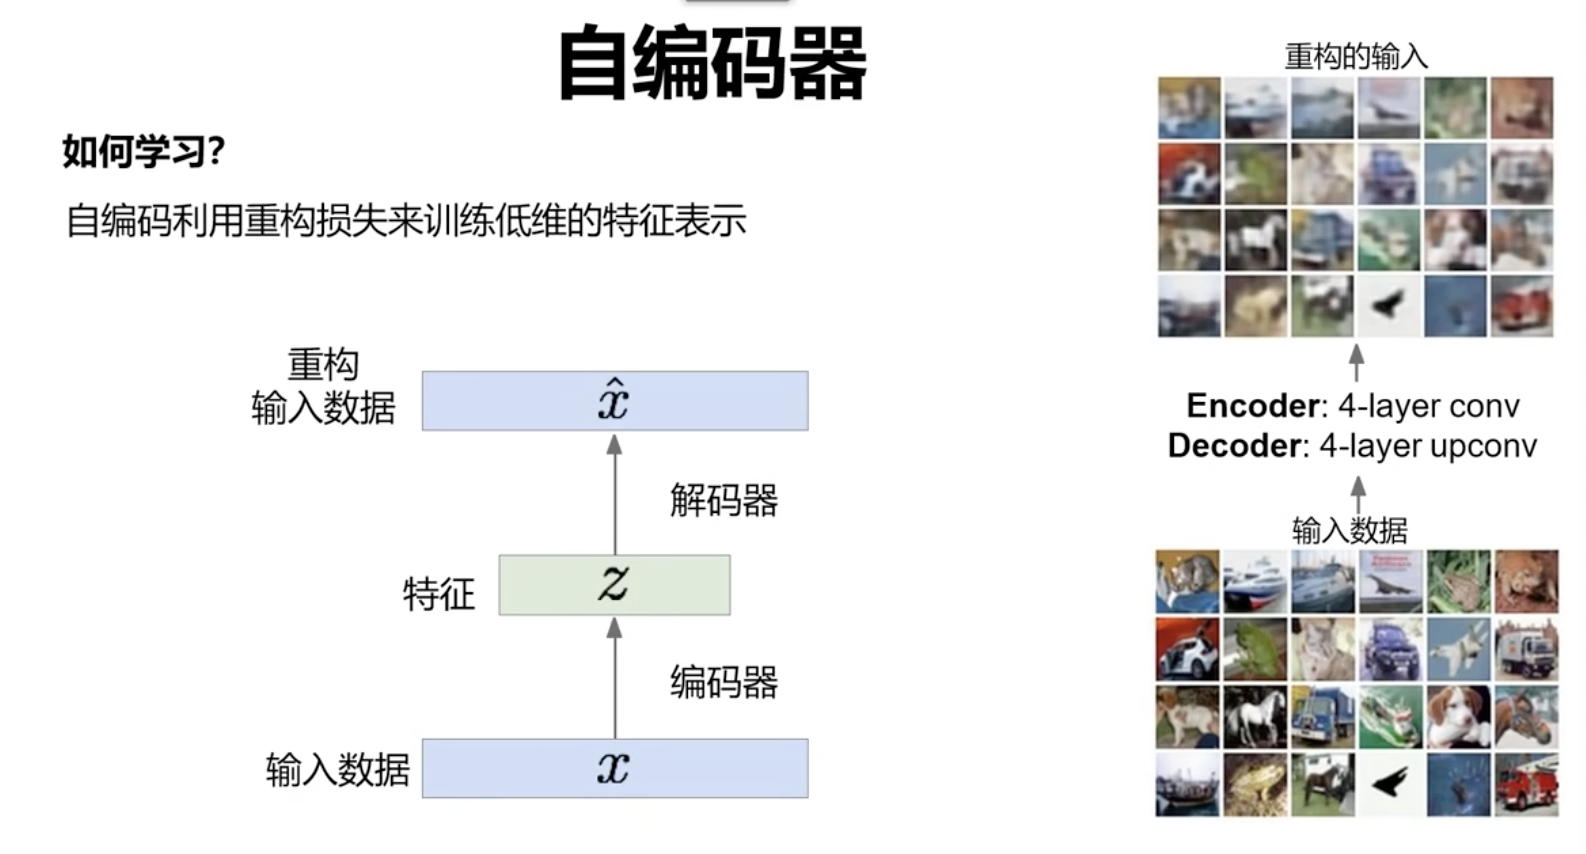 自编码器
如何学习？
自编码利用重构损失来训练低维的特征表示
重构
输入数据
x̂
解码器
特征
z
编码器
输入数据
x
重构的输入
Encoder: 4-layer conv
Decoder: 4-layer upconv
输入数据